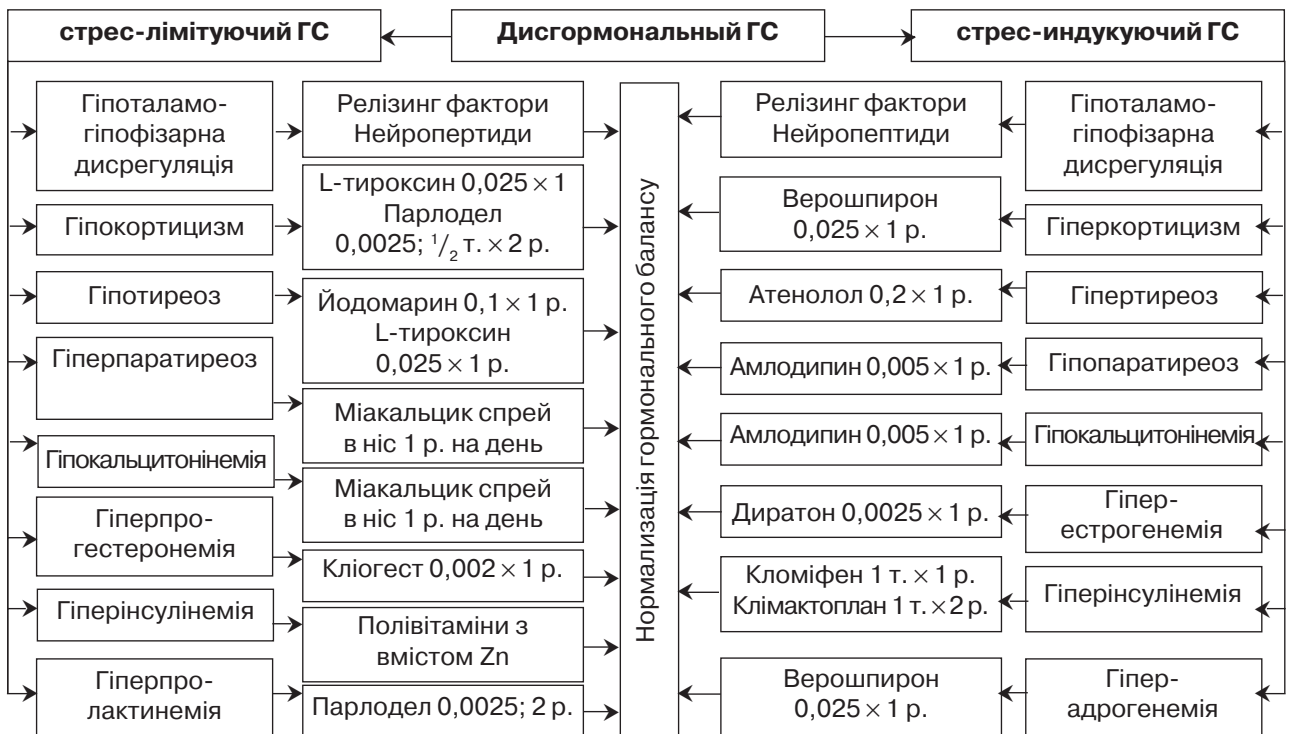 стрес-лімітуючий ГС
Дисгормональный ГС
стрес-индукуючий ГС
Гіпоталамо-
гіпофізарна
дисрегуляція
Гіпокортицизм
Гіпотиреоз
Гіперпаратиреоз
Гіпокальцитонінемія
Гіперпро-
гестеронемія
Гіперінсулінемія
Гіперпро-
лактинемія
Релізинг фактори
Нейропертиди
L-тироксин 0,025 × 1
Парлодел
0,0025; 1/2 т. × 2 р.
Йодомарин 0,1 × 1 р.
L-тироксин
0,025 × 1 р.
Міакальцик спрей
в ніс 1 р. на день
Міакальцик спрей
в ніс 1 р. на день
Кліогест 0,002 × 1 р.
Полівітаміни з
вмістом Zn
Парлодел 0,0025; 2 р.
Нормализація гормонального балансу
Релізинг фактори
Нейропептиди
Верошпирон
0,025 × 1 р.
Атенолол 0,2 × 1 р.
Амлодипин 0,005 × 1 р.
Амлодипин 0,005 × 1 р.
Диратон 0,0025 × 1 р.
Кломіфен 1 т. × 1 р.
Клімактоплан 1 т. × 2 р.
Верошпирон
0,025 × 1 р.
Гіпоталамо-
гіпофізарна
дисрегуляція
Гіперкортицизм
Гіпертиреоз
Гіпопаратиреоз
Гіпокальцитонінемія
Гіпер-
естрогенемія
Гіперінсулінемія
Гіпер-
адрогенемія